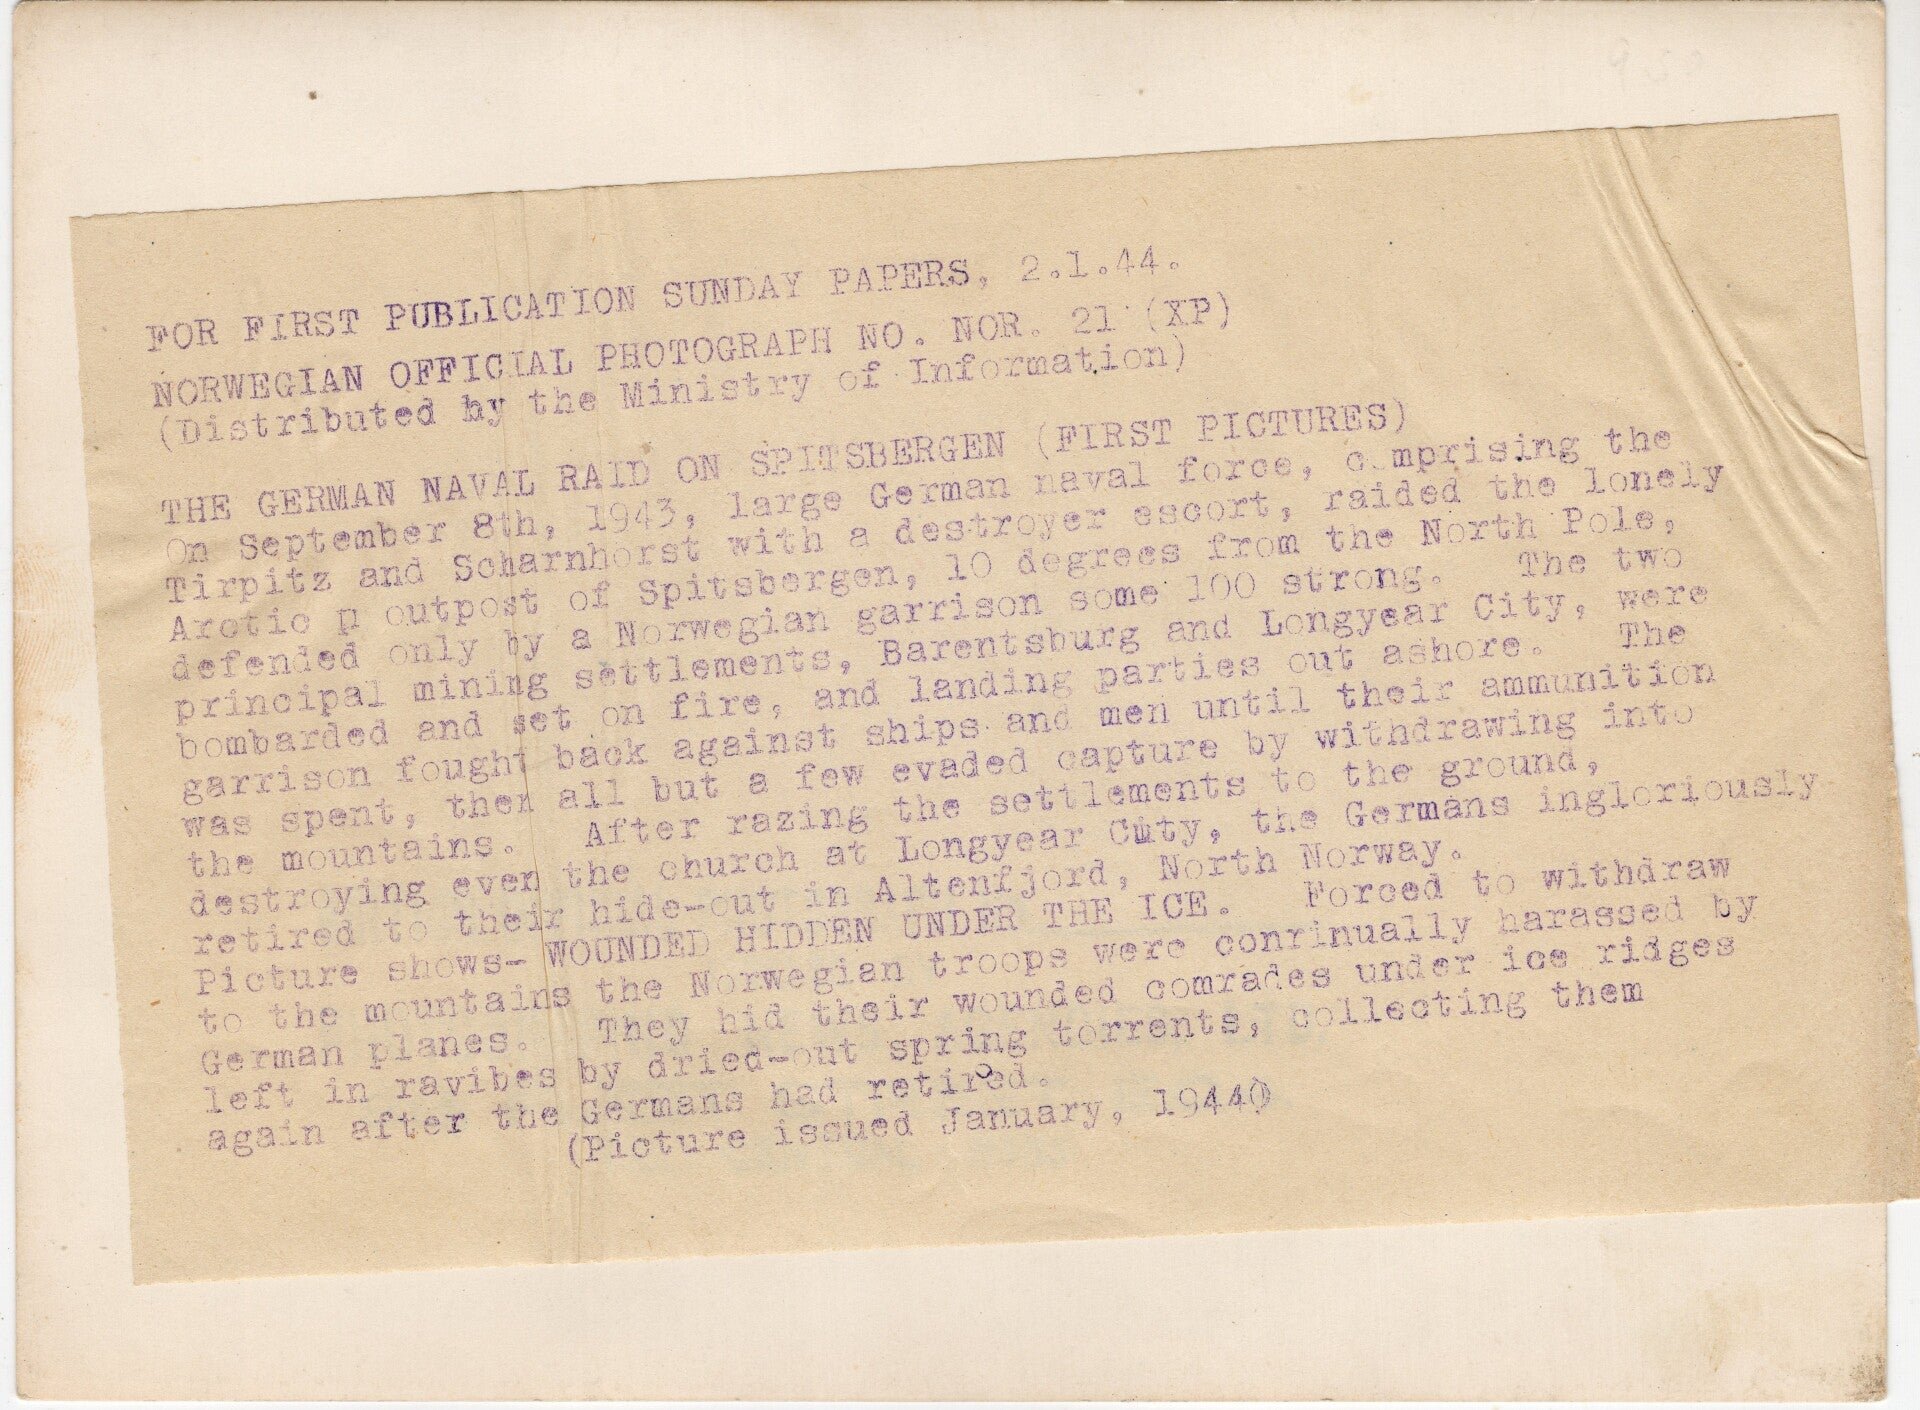 FOR FIRST PUBLICATION SUNDAY PAPERS, 2.1.44.
NORWEGIAN OFFICIAL PHOTOGRAPH NO. NOR. 21 (XP)
(Distributed by the Ministry of Information)
THE GERMAN NAVAL RAID ON SPITSBERGEN (FIRST PICTURES)
On September 8th, 1943, large German naval force, c mprising the
Tirpitz and Scharnhorst with a destroyer escort, raided the lonely
Arctic p outpost of Spitsbergen, 10 degrees from the North Pole,
defended only by a Norwegian garrison some 100 strong. The two
principal mining settlements, Barentsburg and Longyear City, were
bombarded and set on fire, and landing parties out ashore. The
garrison fought back against ships and men until their ammunition
was spent, then all but a few evaded capture by withdrawing into
the mountains. After razing the settlements to the ground,
destroying even the church at Longyear City, the Germans ingloriously
retired to their hide-out in Altenfjord, North Norway.
Picture shows- WOUNDED HIDDEN UNDER THE ICE. Forced to withdraw
to the mountains the Norwegian troops were conrinually harassed by
German planes. They hid their wounded comrades under ice ridges
left in ravibes by dried-out spring torrents, collecting them
again after the Germans had retired.
(Picture issued January, 1944)